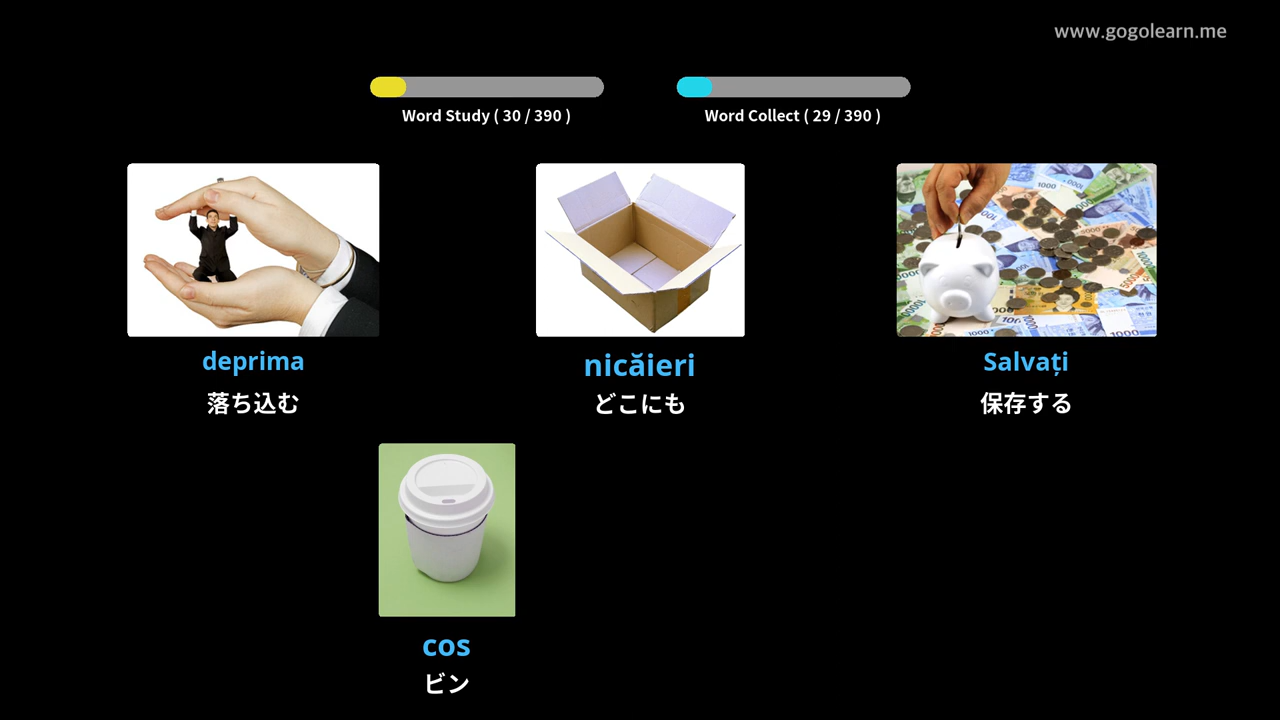 www.gogolearn.me
Word Study ( 30 / 390 )
Word Collect ( 29 / 390 )
deprima
落ち込む
nicăieri
どこにも
Salvați
保存する
cos
ビン